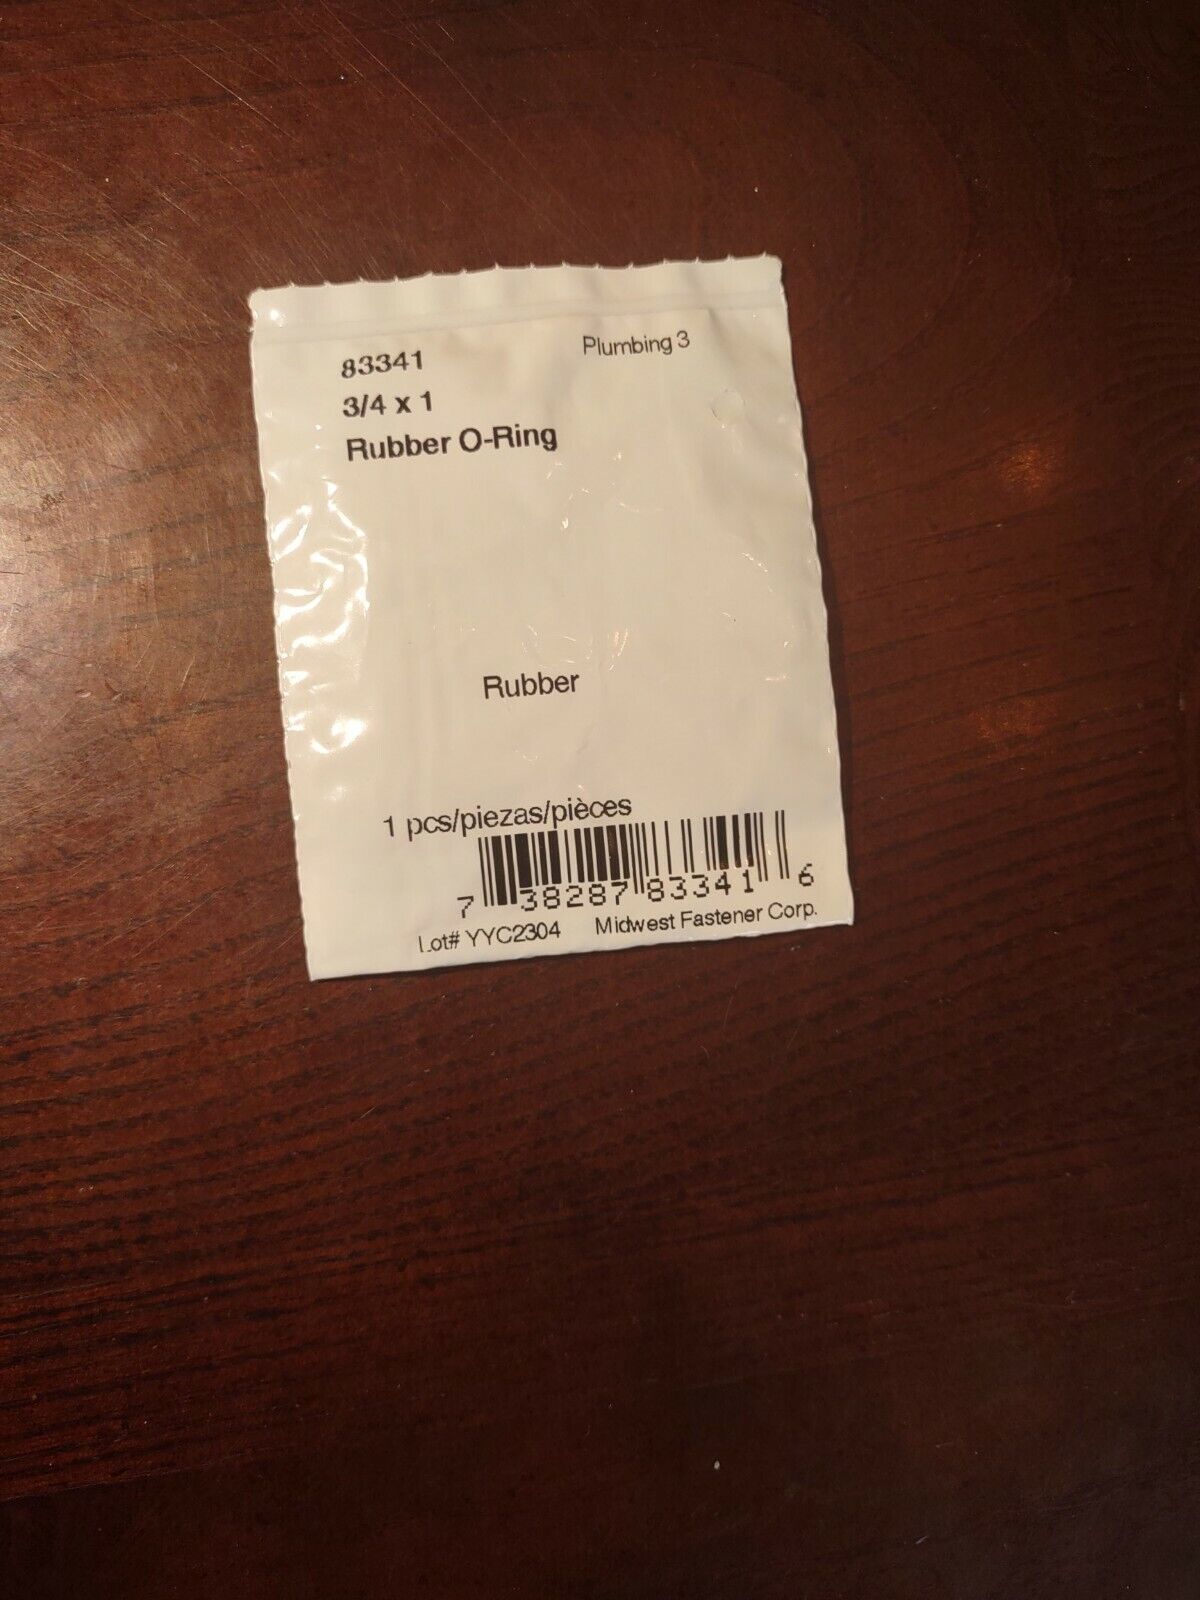 83341
Plumbing 3
3/4 x 1
Rubber O-Ring
Rubber
1 pcs/piezas/pièces
7 38287 83341 6
Lot# YYC2304 Midwest Fastener Corp.